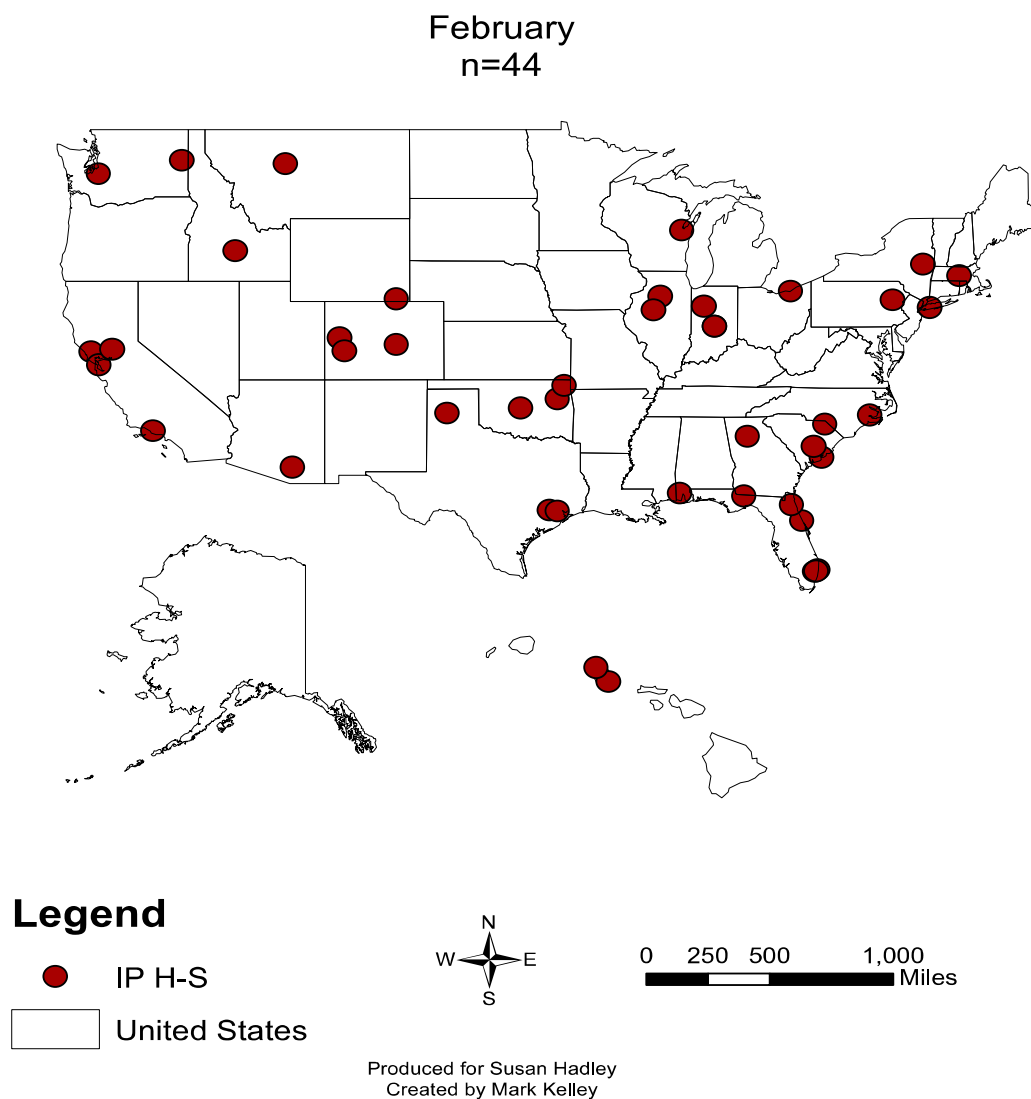 February
n=44
Legend
IP H-S
United States
N
W E
S
0 250 500 1,000
Miles
Produced for Susan Hadley
Created by Mark Kelley